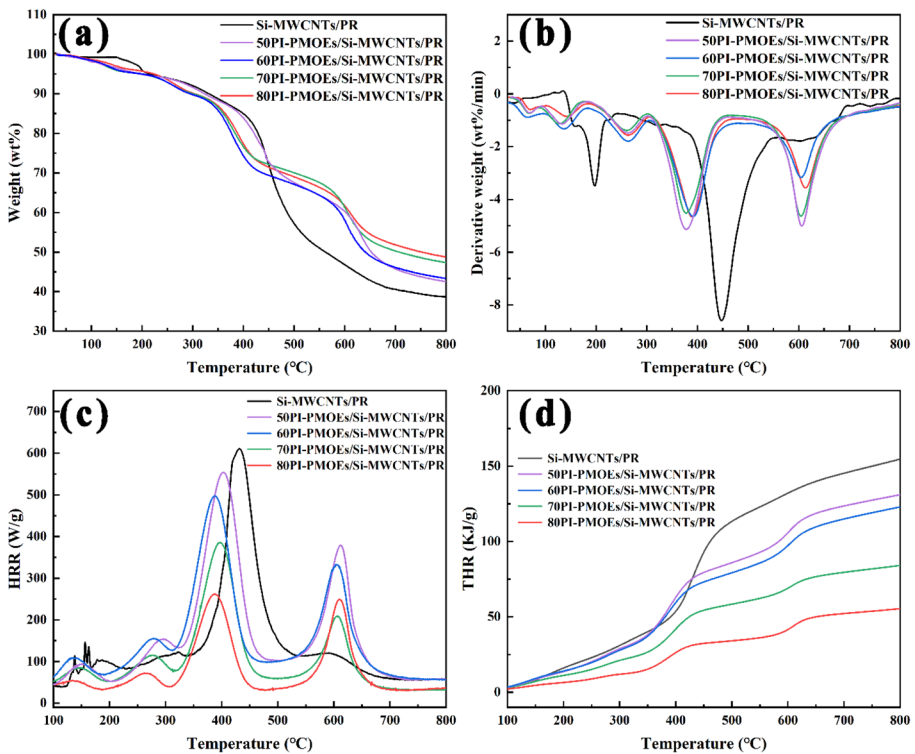 (a)
Si-MWCNTs/PR
50PI-PMOEs/Si-MWCNTs/PR
60PI-PMOEs/Si-MWCNTs/PR
70PI-PMOEs/Si-MWCNTs/PR
80PI-PMOEs/Si-MWCNTs/PR
100
90
80
70
60
50
40
30
Weight (wt%)
100 200 300 400 500 600 700 800
Temperature (°C)
(b)
Si-MWCNTs/PR
50PI-PMOEs/Si-MWCNTs/PR
60PI-PMOEs/Si-MWCNTs/PR
70PI-PMOEs/Si-MWCNTs/PR
80PI-PMOEs/Si-MWCNTs/PR
2
0
-2
-4
-6
-8
Derivative weight (wt%/min)
100 200 300 400 500 600 700 800
Temperature (°C)
(c)
Si-MWCNTs/PR
50PI-PMOEs/Si-MWCNTs/PR
60PI-PMOEs/Si-MWCNTs/PR
70PI-PMOEs/Si-MWCNTs/PR
80PI-PMOEs/Si-MWCNTs/PR
700
600
500
400
300
200
100
0
HRR (W/g)
100 200 300 400 500 600 700 800
Temperature (°C)
(d)
Si-MWCNTs/PR
50PI-PMOEs/Si-MWCNTs/PR
60PI-PMOEs/Si-MWCNTs/PR
70PI-PMOEs/Si-MWCNTs/PR
80PI-PMOEs/Si-MWCNTs/PR
200
150
100
50
0
THR (KJ/g)
100 200 300 400 500 600 700 800
Temperature (°C)